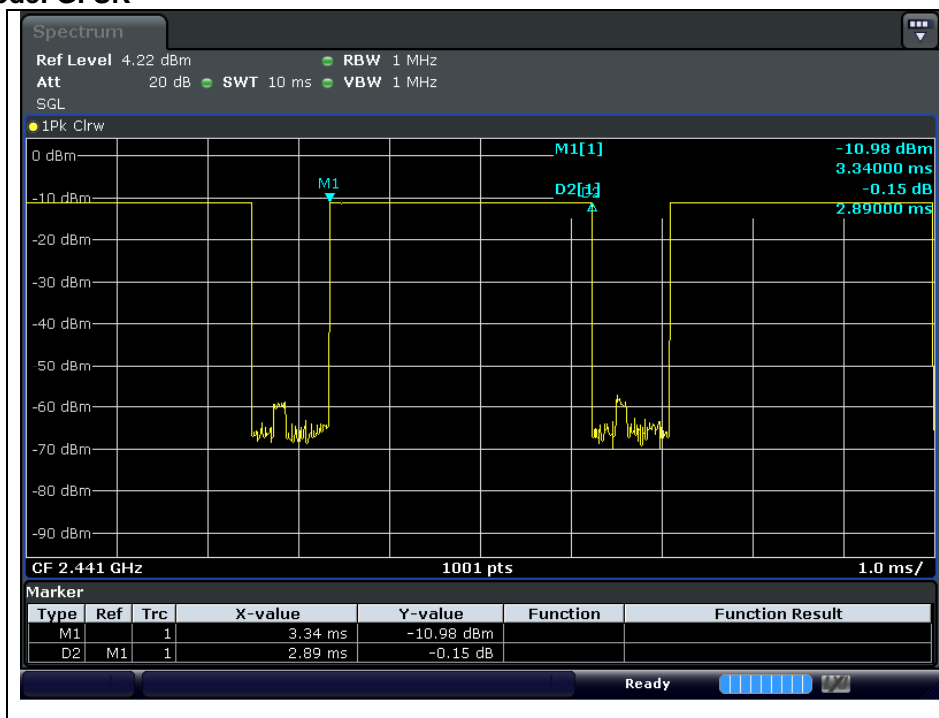 Spectrum
Ref Level 4.22 dBm RBW 1 MHz
Att 20 dB SWT 10 ms VBW 1 MHz
SGL
1Pk Clrw
M1[1] -10.98 dBm
3.34000 ms
D2[1] -0.15 dB
2.89000 ms
M1
D2
0 dBm
-10 dBm
-20 dBm
-30 dBm
-40 dBm
-50 dBm
-60 dBm
-70 dBm
-80 dBm
-90 dBm
CF 2.441 GHz 1001 pts 1.0 ms/
Marker
Type Ref Trc X-value Y-value Function Function Result
M1 1 3.34 ms -10.98 dBm
D2 M1 1 2.89 ms -0.15 dB
Ready